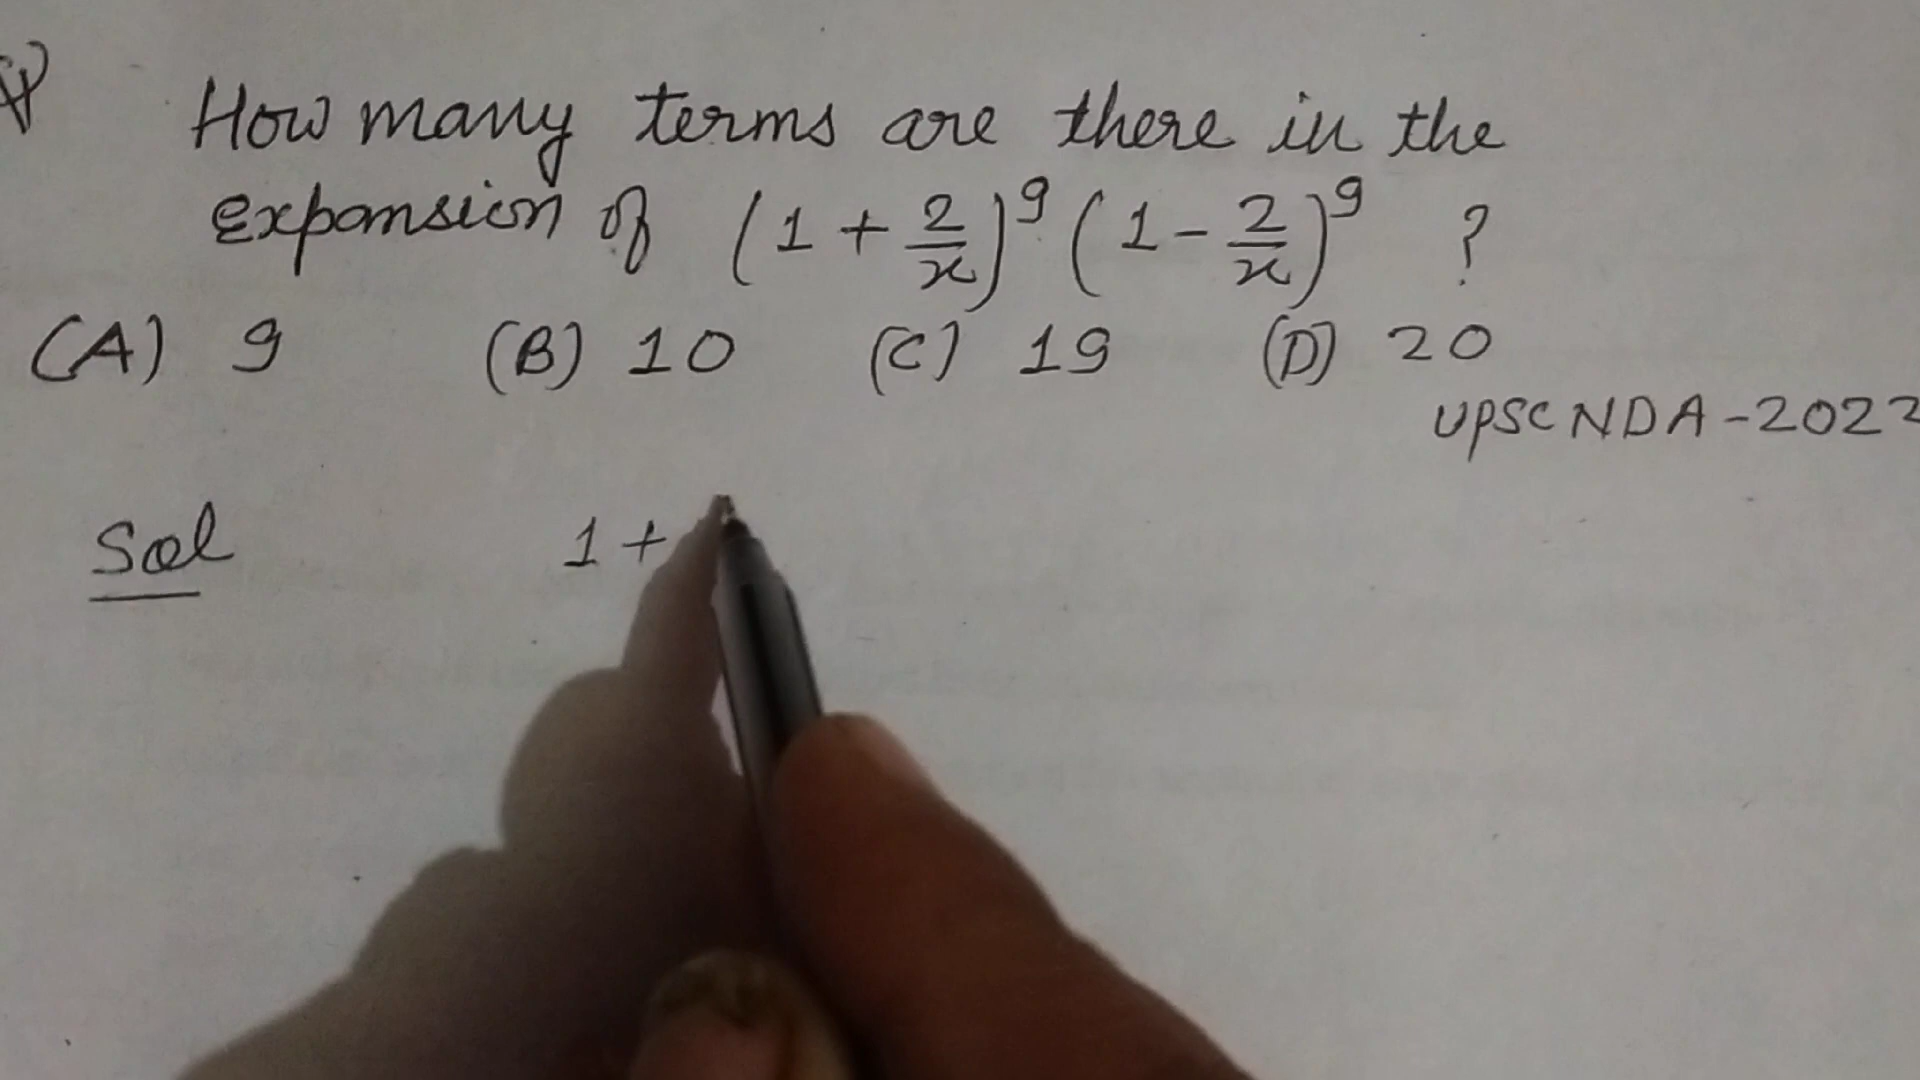 How many terms are there in the
expansion of (1 + 2/x)^9 (1 - 2/x)^9 ?
(A) 9 (B) 10 (C) 19 (D) 20
UPSC NDA - 2022
Sol 1 +